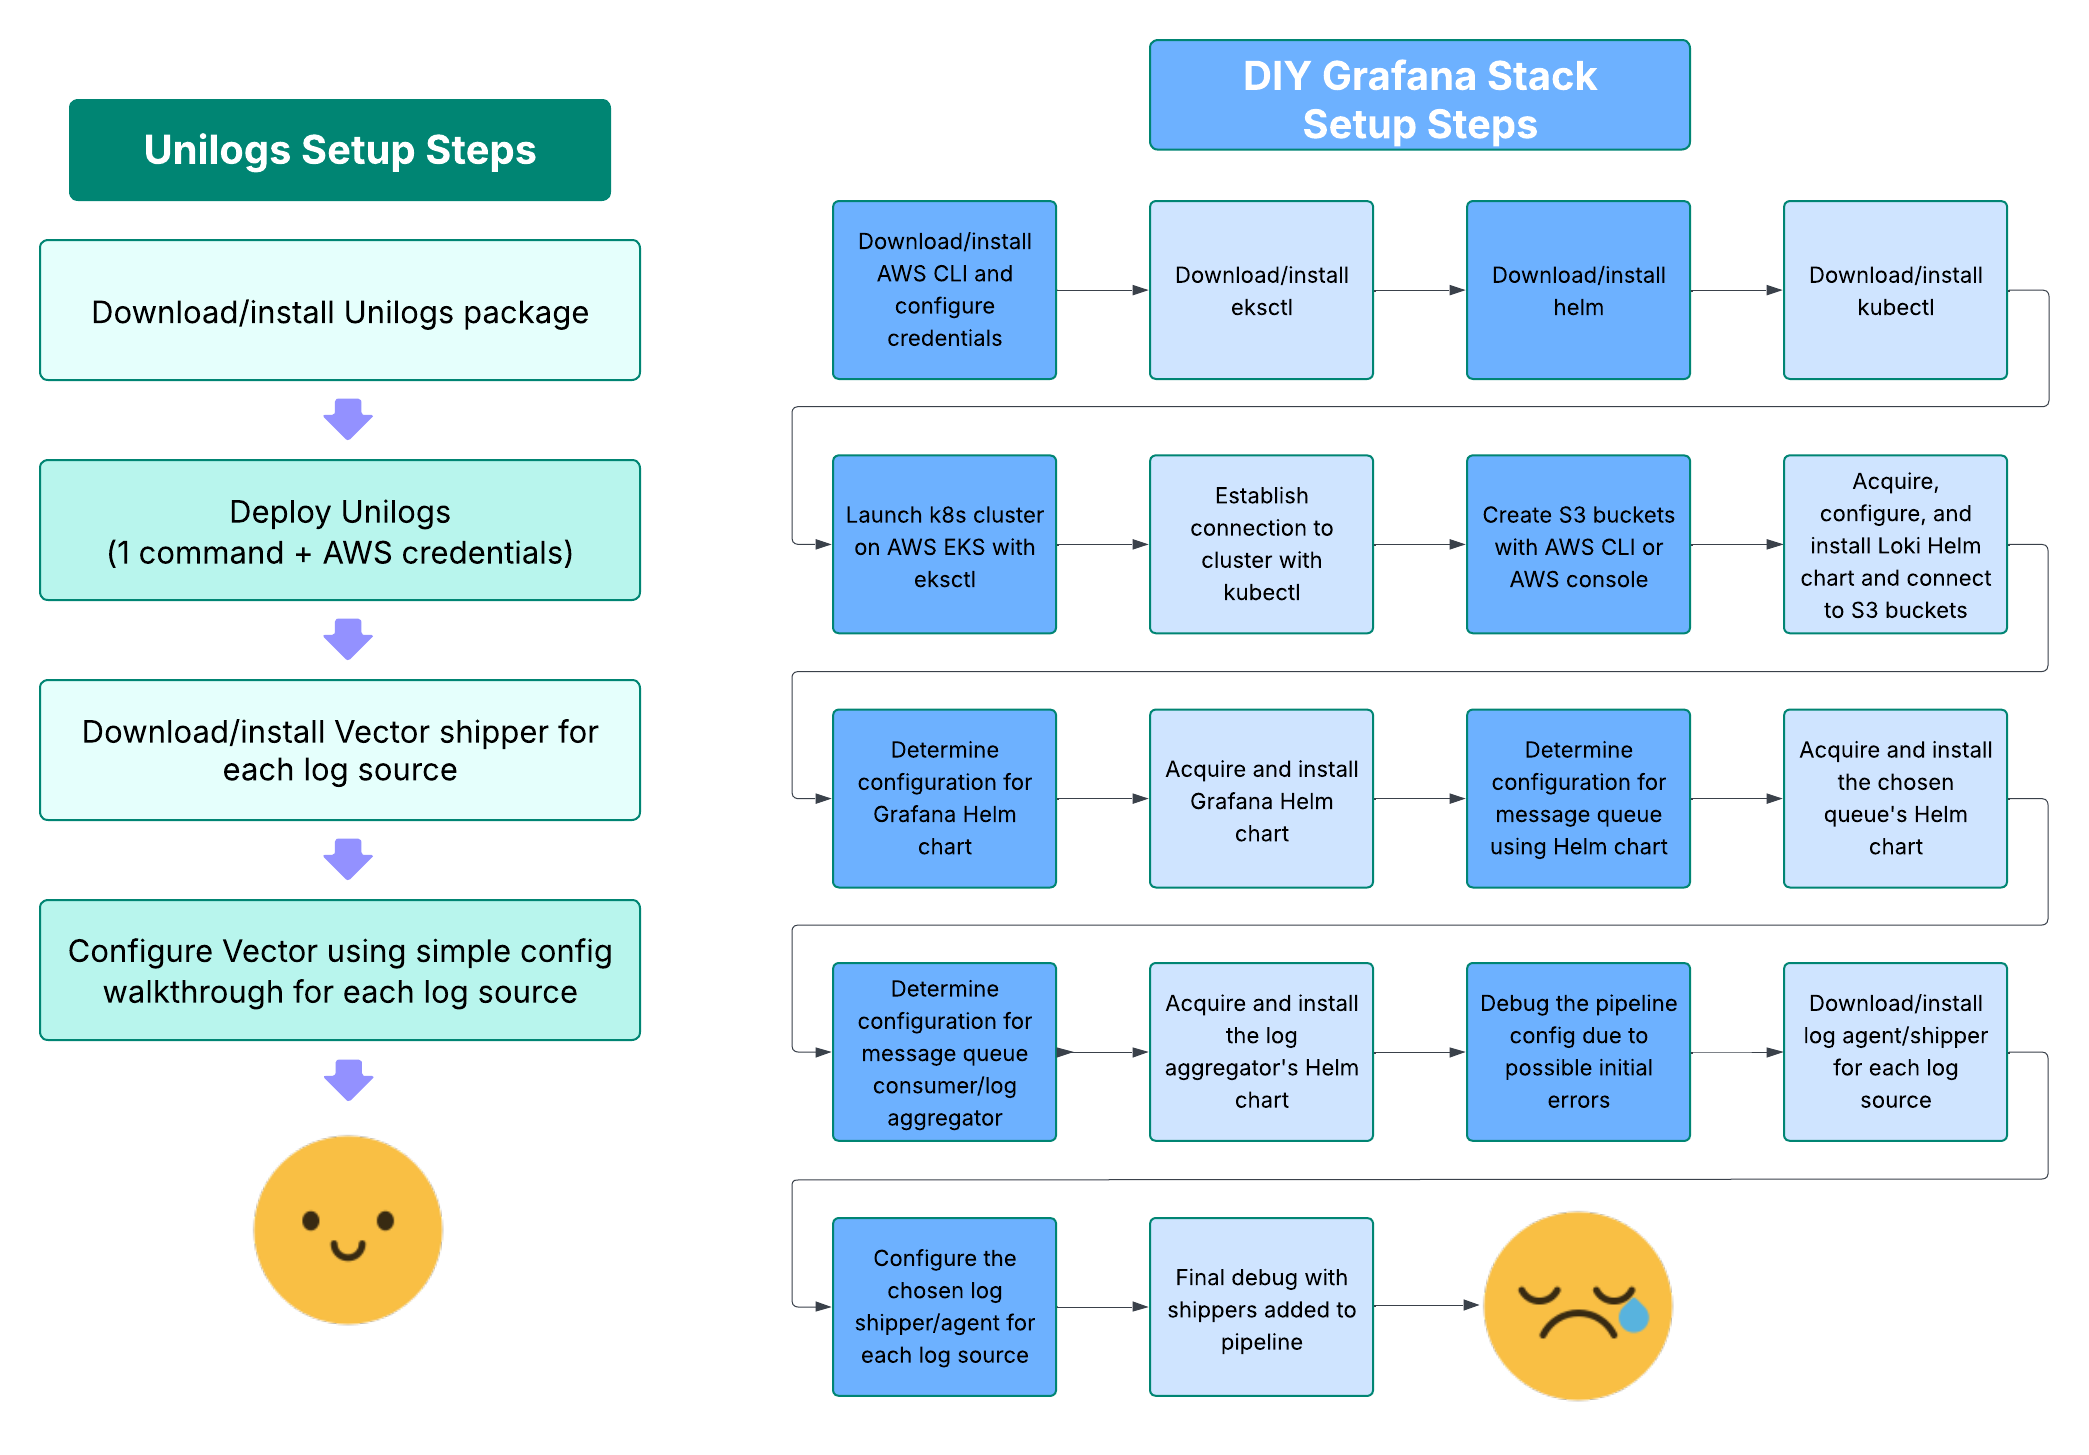 Unilogs Setup Steps
Download/install Unilogs package
Deploy Unilogs
(1 command + AWS credentials)
Download/install Vector shipper for
each log source
Configure Vector using simple config
walkthrough for each log source
DIY Grafana Stack
Setup Steps
Download/install
AWS CLI and
configure
credentials
Download/install
eksctl
Download/install
helm
Download/install
kubectl
Launch k8s cluster
on AWS EKS with
eksctl
Establish
connection to
cluster with
kubectl
Create S3 buckets
with AWS CLI or
AWS console
Acquire,
configure, and
install Loki Helm
chart and connect
to S3 buckets
Determine
configuration for
Grafana Helm
chart
Acquire and install
Grafana Helm
chart
Determine
configuration for
message queue
using Helm chart
Acquire and install
the chosen
queue's Helm
chart
Determine
configuration for
message queue
consumer/log
aggregator
Acquire and install
the log
aggregator's Helm
chart
Debug the pipeline
config due to
possible initial
errors
Download/install
log agent/shipper
for each log
source
Configure the
chosen log
shipper/agent for
each log source
Final debug with
shippers added to
pipeline